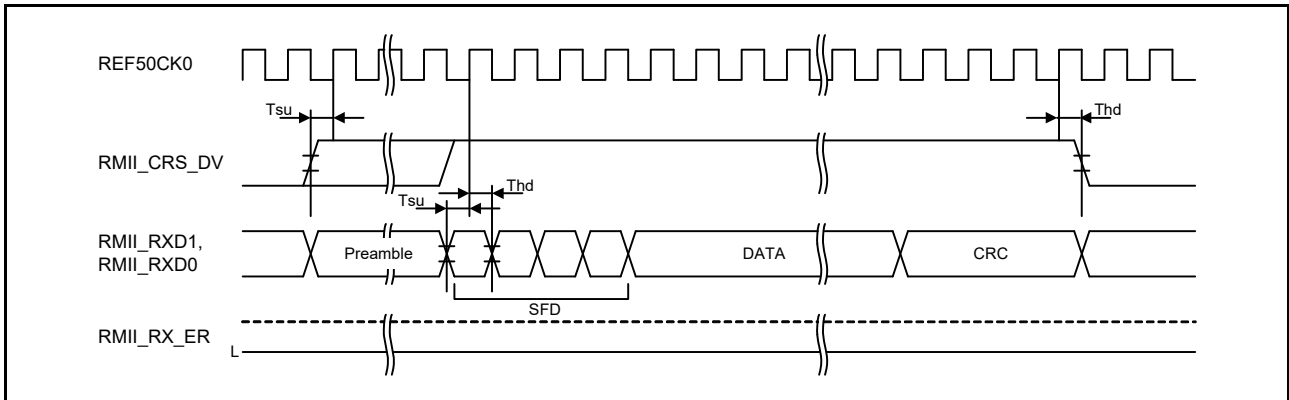 REF50CK0
Tsu
Thd
RMII_CRS_DV
Thd
Tsu
RMII_RXD1,
RMII_RXD0
Preamble
DATA
CRC
SFD
RMII_RX_ER
L